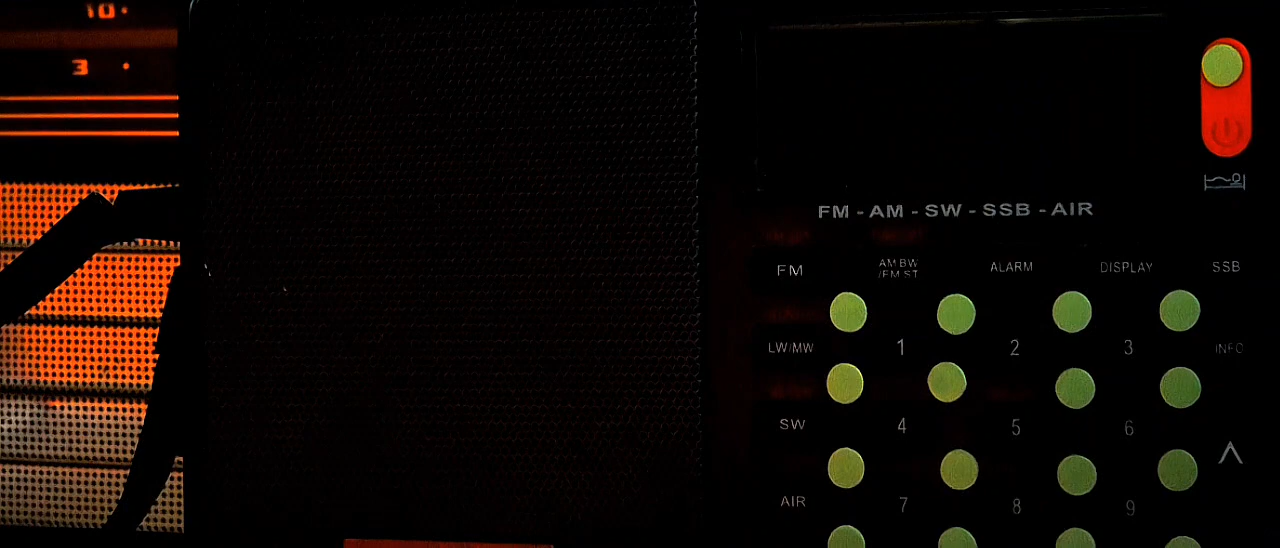 10
3
FM - AM - SW - SSB - AIR
FM
AM BW
/FM ST
ALARM
DISPLAY
SSB
LW/MW
1
2
3
INFO
SW
4
5
6
AIR
7
8
9